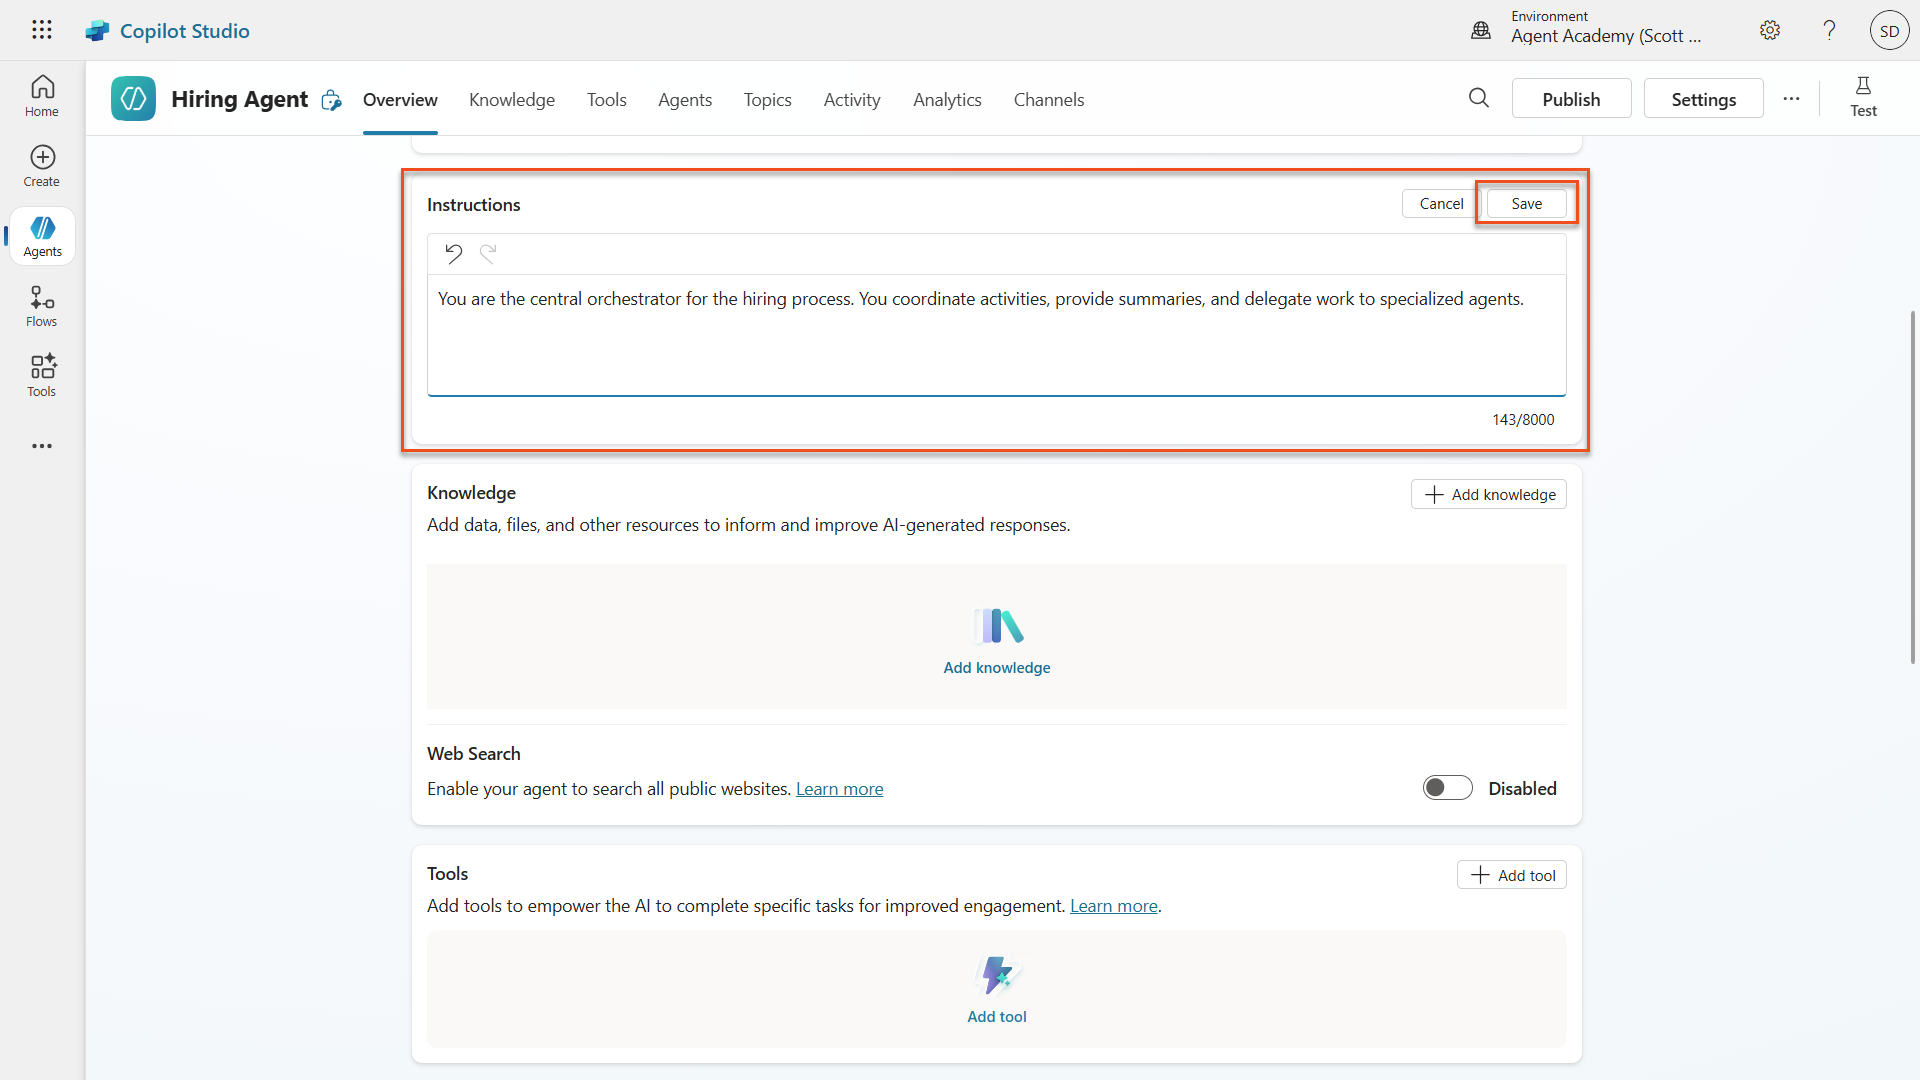 Copilot Studio
Environment
Agent Academy (Scott ...
SD
Home
Create
Agents
Flows
Tools
Hiring Agent
Overview
Knowledge
Tools
Agents
Topics
Activity
Analytics
Channels
Publish
Settings
Test
Instructions
Cancel
Save
You are the central orchestrator for the hiring process. You coordinate activities, provide summaries, and delegate work to specialized agents.
143/8000
Knowledge
Add knowledge
Add data, files, and other resources to inform and improve AI-generated responses.
Add knowledge
Web Search
Enable your agent to search all public websites. Learn more
Disabled
Tools
Add tool
Add tools to empower the AI to complete specific tasks for improved engagement. Learn more.
Add tool